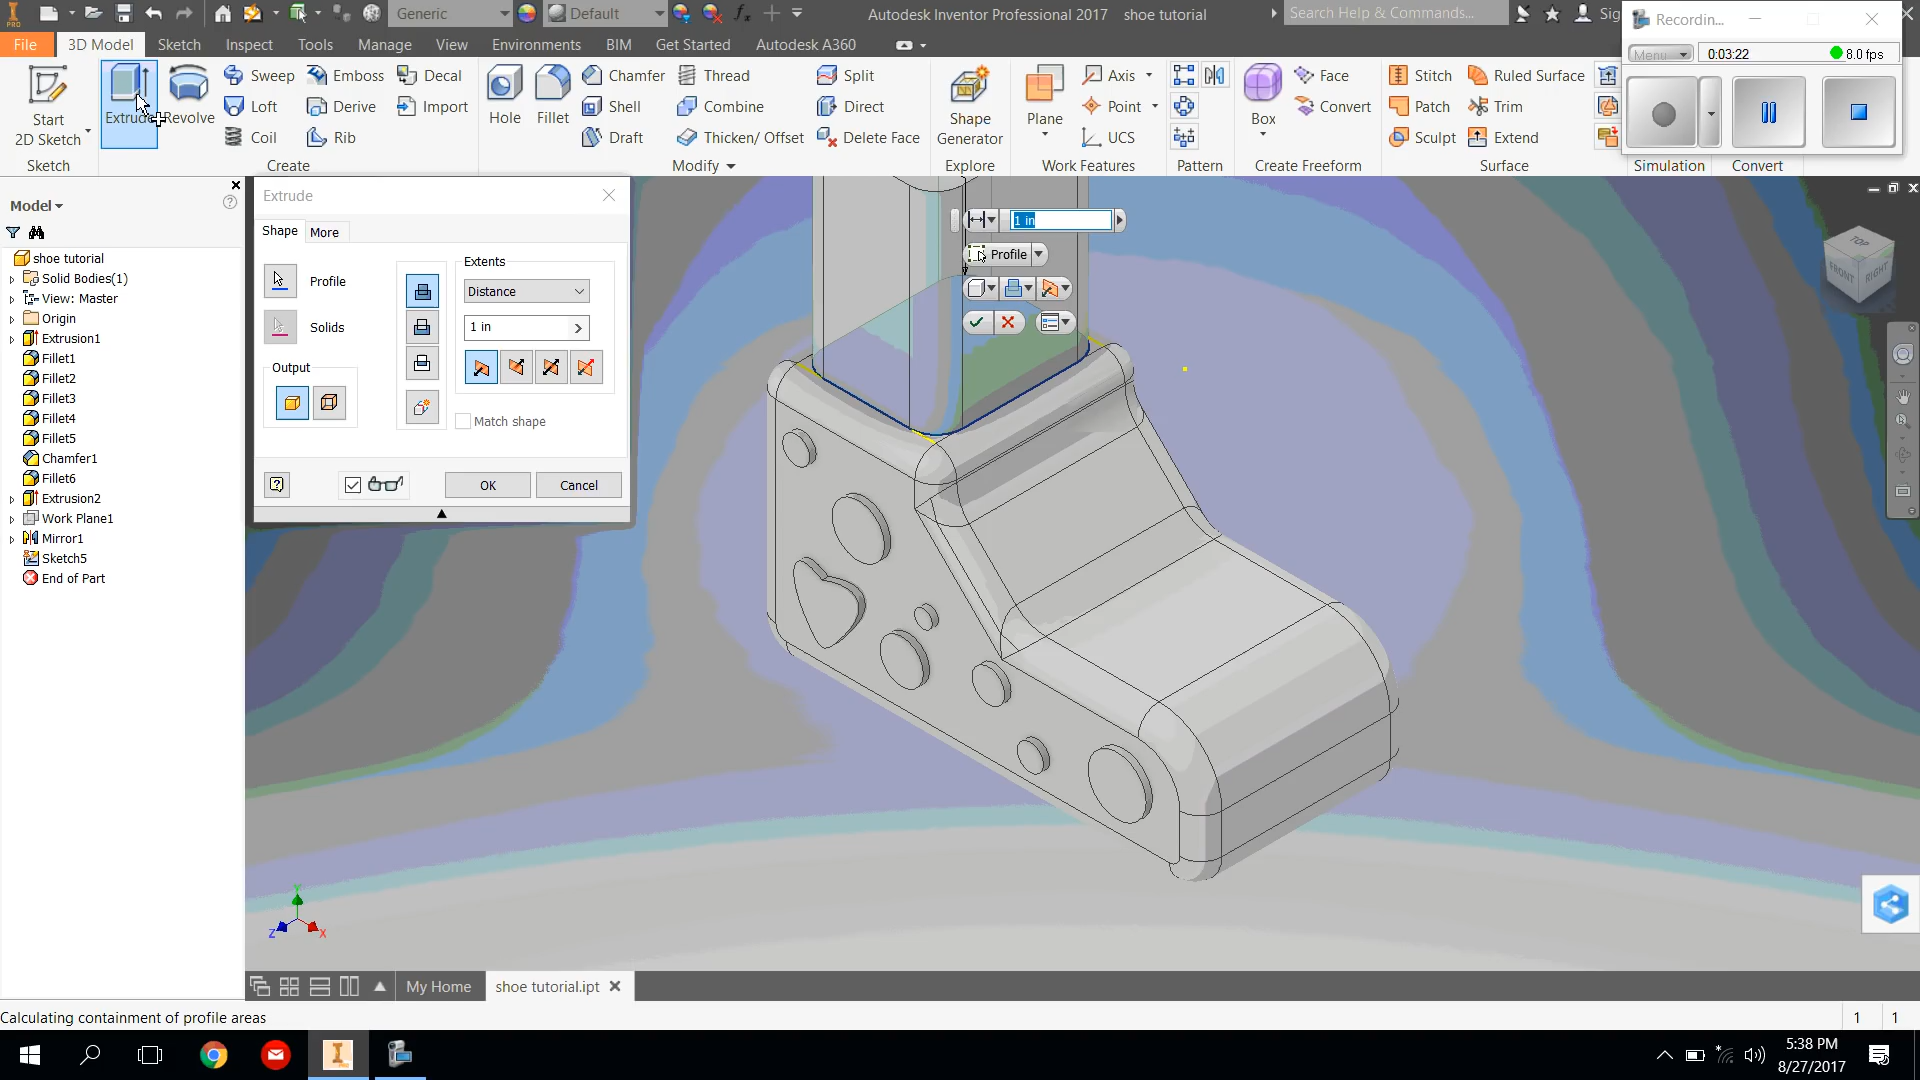 Generic
Default
Autodesk Inventor Professional 2017 shoe tutorial
Search Help & Commands...
Sig
Recordin...
PRO
File
3D Model
Sketch
Inspect
Tools
Manage
View
Environments
BIM
Get Started
Autodesk A360
Menu
0:03:22
8.0 fps
Start
2D Sketch
Extrude
Revolve
Sweep
Loft
Coil
Emboss
Derive
Rib
Decal
Import
Hole
Fillet
Chamfer
Shell
Draft
Thread
Combine
Thicken/ Offset
Split
Direct
Delete Face
Shape
Generator
Plane
Axis
Point
UCS
Box
Face
Convert
Stitch
Patch
Sculpt
Ruled Surface
Trim
Extend
Sketch
Create
Modify
Explore
Work Features
Pattern
Create Freeform
Surface
Simulation
Convert
Model
shoe tutorial
Solid Bodies(1)
View: Master
Origin
Extrusion1
Fillet1
Fillet2
Fillet3
Fillet4
Fillet5
Chamfer1
Fillet6
Extrusion2
Work Plane1
Mirror1
Sketch5
End of Part
Extrude
Shape
More
Profile
Solids
Output
Extents
Distance
1 in
Match shape
OK
Cancel
1 in
Profile
TOP
FRONT
RIGHT
Y
Z
X
My Home
shoe tutorial.ipt
Calculating containment of profile areas
1
1
5:38 PM
8/27/2017